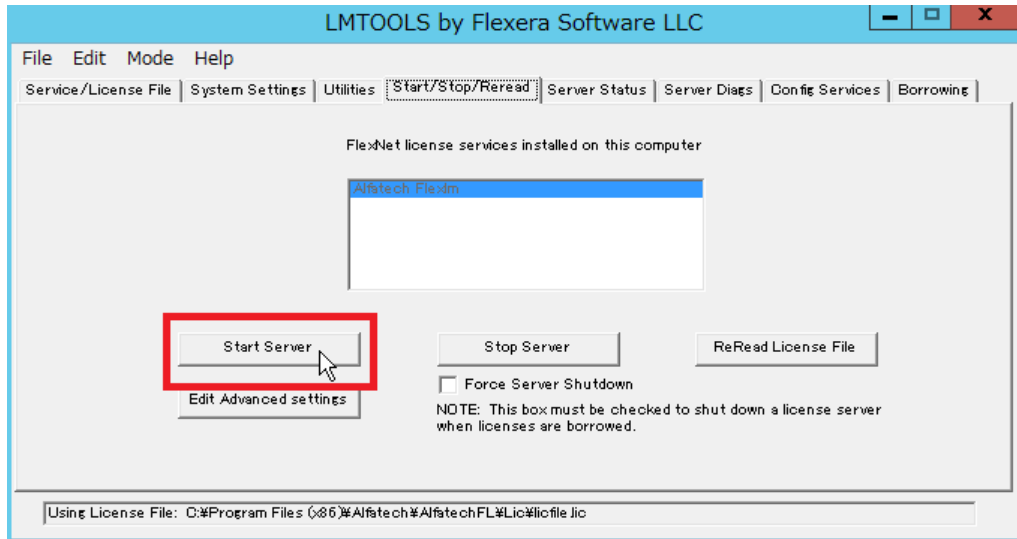 LMTOOLS by Flexera Software LLC
File Edit Mode Help
Service/License File System Settings Utilities Start/Stop/Reread Server Status Server Diags Config Services Borrowing
FlexNet license services installed on this computer
Alfatech Flexlm
Start Server Stop Server ReRead License File
Edit Advanced settings
Force Server Shutdown
NOTE: This box must be checked to shut down a license server
when licenses are borrowed.
Using License File: C:¥Program Files (x86)¥Alfatech¥AlfatechFL¥Lic¥licfile.lic